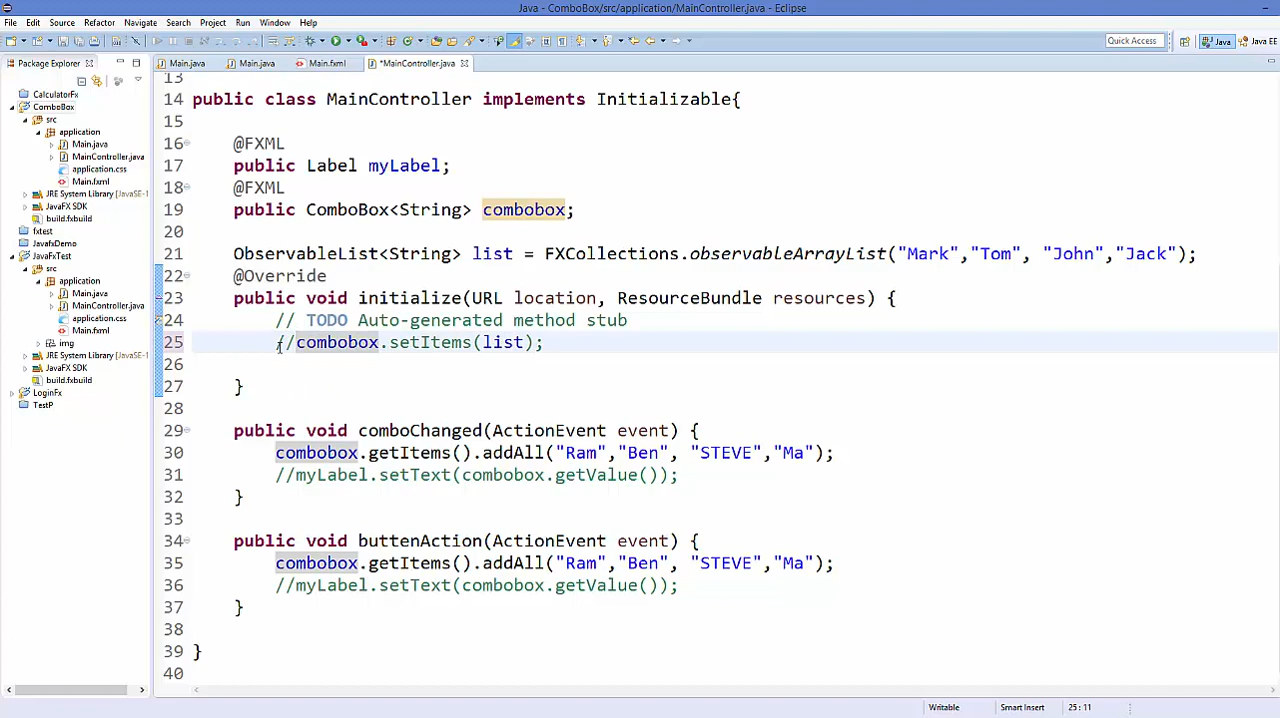 Java - ComboBox/src/application/MainController.java - Eclipse
File Edit Source Refactor Navigate Search Project Run Window Help
Quick Access Java Java EE
Package Explorer
Main.java Main.java Main.fxml *MainController.java
CalculatorFx
ComboBox
src
application
Main.java
MainController.java
application.css
Main.fxml
JRE System Library [JavaSE-1
JavaFX SDK
build.fxbuild
fxtest
JavafxDemo
JavaFxTest
src
application
Main.java
MainController.java
application.css
Main.fxml
img
JRE System Library [JavaSE-1
JavaFX SDK
build.fxbuild
LoginFx
TestP
13
14 public class MainController implements Initializable{
15
16 @FXML
17 public Label myLabel;
18 @FXML
19 public ComboBox<String> combobox;
20
21 ObservableList<String> list = FXCollections.observableArrayList("Mark","Tom", "John","Jack");
22 @Override
23 public void initialize(URL location, ResourceBundle resources) {
24 // TODO Auto-generated method stub
25 //combobox.setItems(list);
26
27 }
28
29 public void comboChanged(ActionEvent event) {
30 combobox.getItems().addAll("Ram","Ben", "STEVE","Ma");
31 //myLabel.setText(combobox.getValue());
32 }
33
34 public void buttenAction(ActionEvent event) {
35 combobox.getItems().addAll("Ram","Ben", "STEVE","Ma");
36 //myLabel.setText(combobox.getValue());
37 }
38
39 }
40
Writable Smart Insert 25 : 11